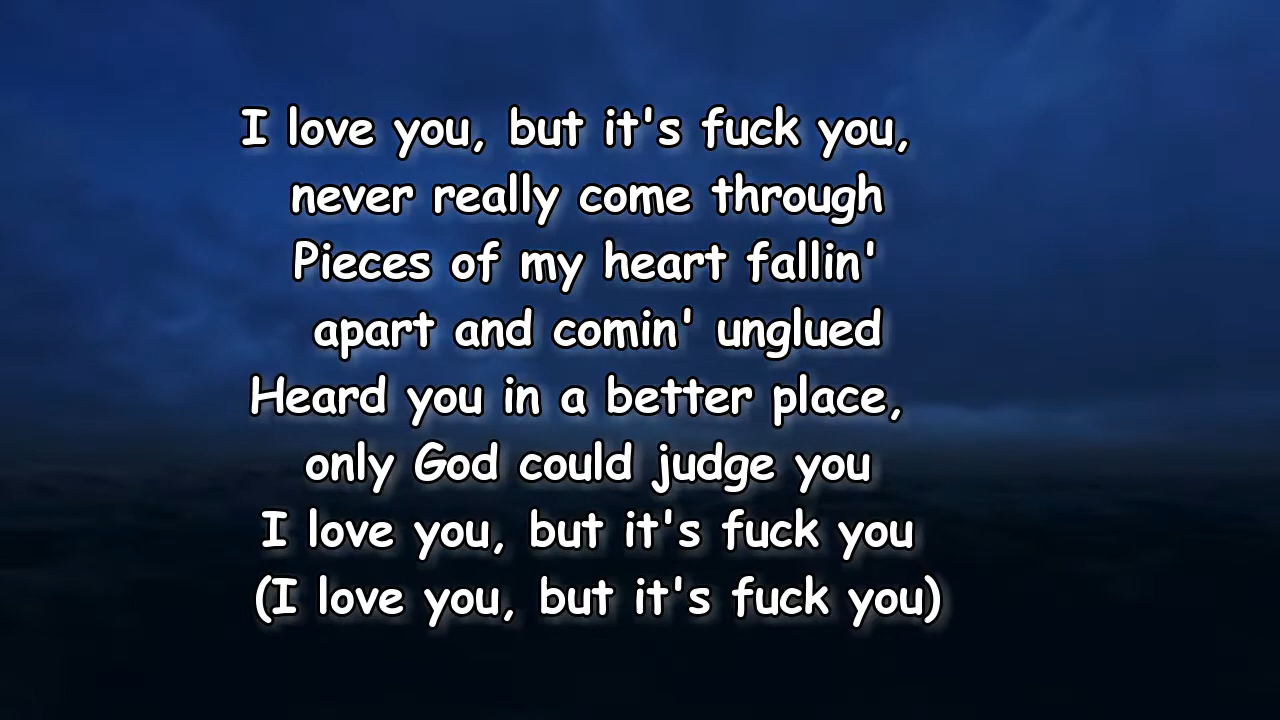 I love you, but it's fuck you,
never really come through
Pieces of my heart fallin'
apart and comin' unglued
Heard you in a better place,
only God could judge you
I love you, but it's fuck you
(I love you, but it's fuck you)